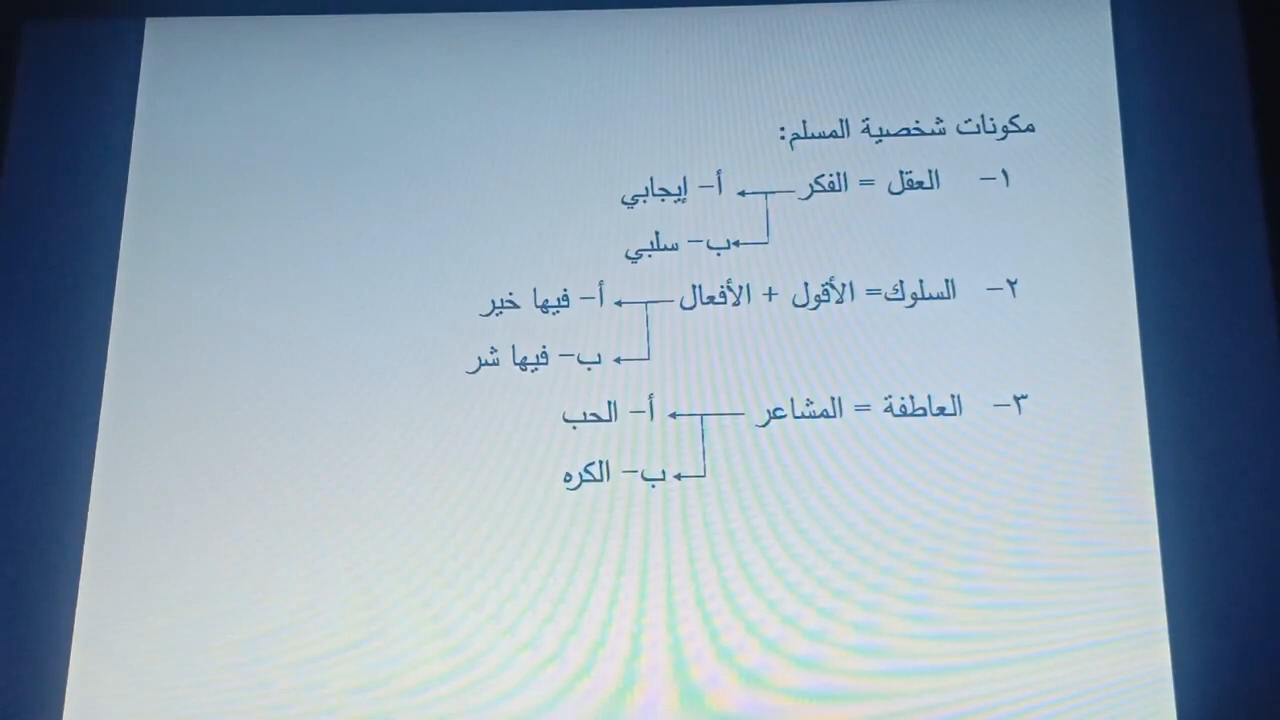 مكونات شخصية المسلم:
١- العقل = الفكر أ- إيجابي
ب- سلبي
٢- السلوك= الأقول + الأفعال أ- فيها خير
ب- فيها شر
٣- العاطفة = المشاعر أ- الحب
ب- الكره